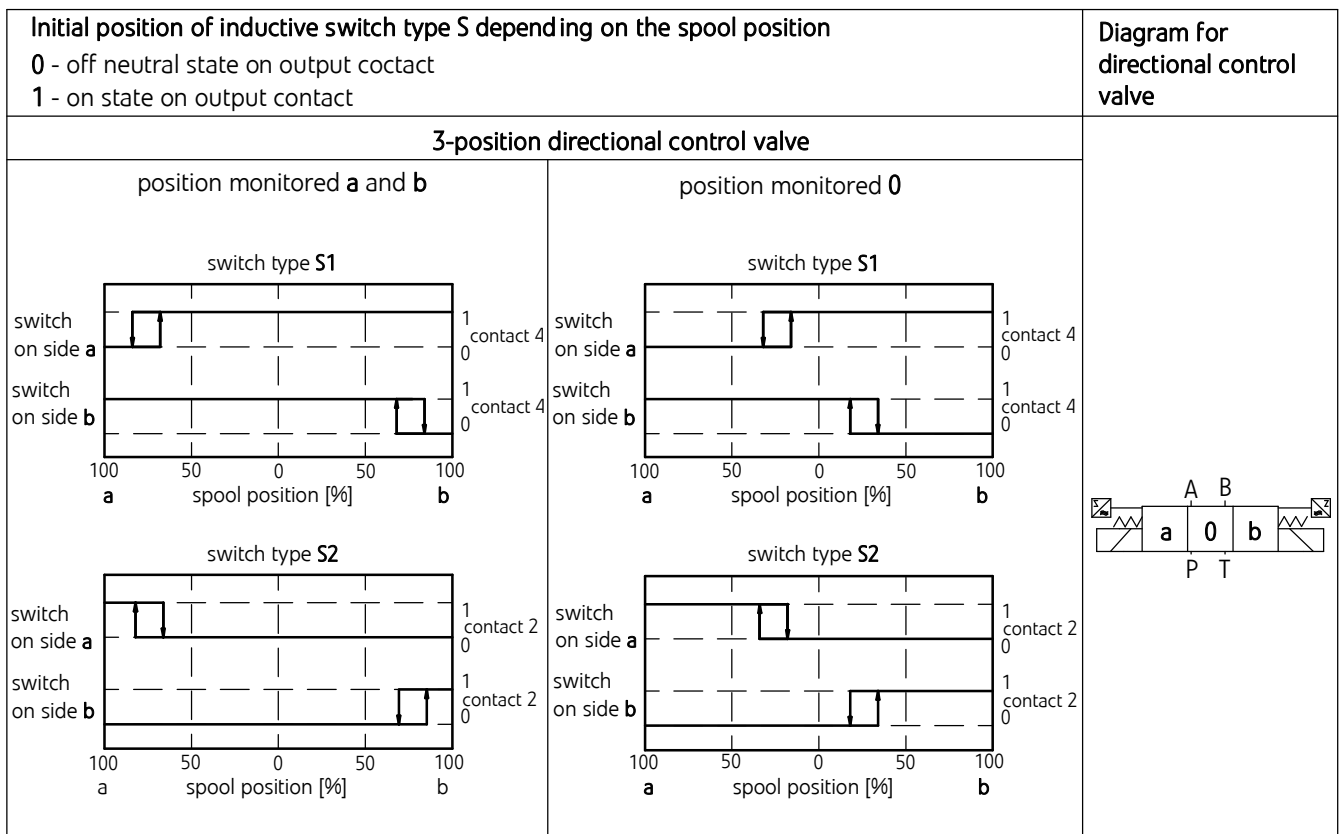 Initial position of inductive switch type S depending on the spool position
0 - off neutral state on output coctact
1 - on state on output contact
Diagram for
directional control
valve
3-position directional control valve
position monitored a and b
switch type S1
switch
on side a
1
contact 4
0
switch
on side b
1
contact 4
0
100 50 0 50 100
a spool position [%] b
switch type S2
switch
on side a
1
contact 2
0
switch
on side b
1
contact 2
0
100 50 0 50 100
a spool position [%] b
position monitored 0
switch type S1
switch
on side a
1
contact 4
0
switch
on side b
1
contact 4
0
100 50 0 50 100
a spool position [%] b
switch type S2
switch
on side a
1
contact 2
0
switch
on side b
1
contact 2
0
100 50 0 50 100
a spool position [%] b
A B
a 0 b
P T